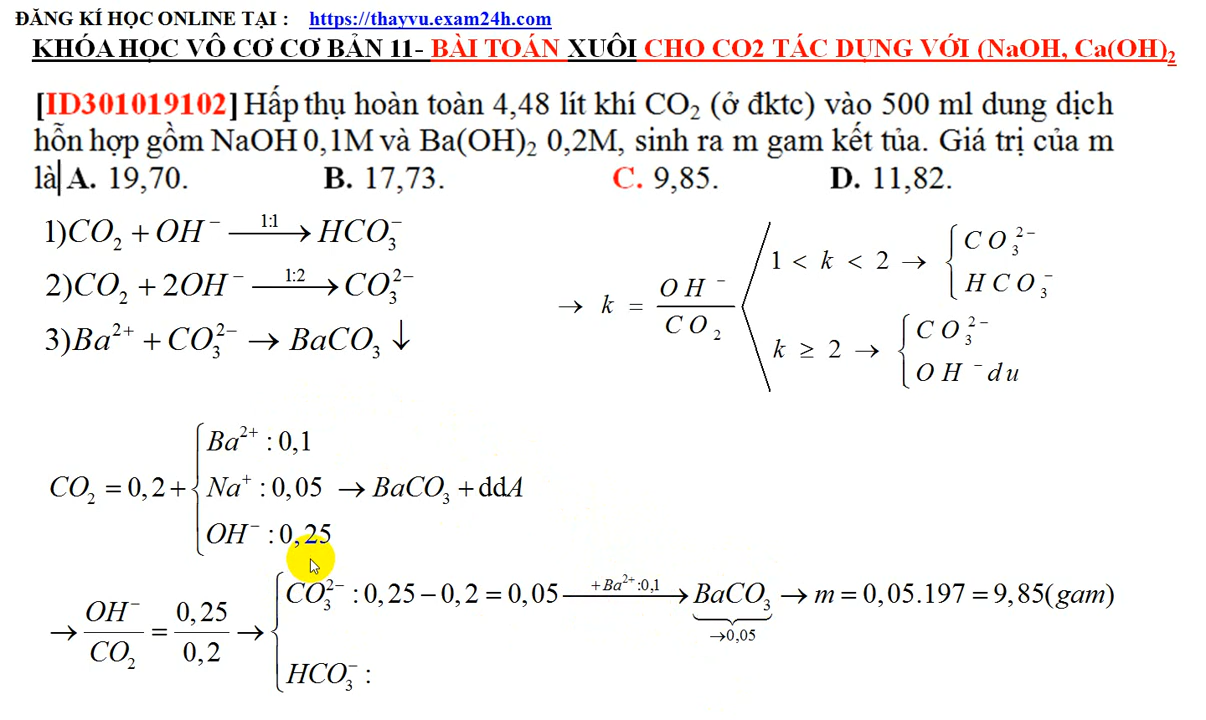 ĐĂNG KÍ HỌC ONLINE TẠI : https://thayvu.exam24h.com
KHÓA HỌC VÔ CƠ CƠ BẢN 11- BÀI TOÁN XUÔI CHO CO2 TÁC DỤNG VỚI (NaOH, Ca(OH)₂
[ID301019102] Hấp thụ hoàn toàn 4,48 lít khí CO₂ (ở đktc) vào 500 ml dung dịch
hỗn hợp gồm NaOH 0,1M và Ba(OH)₂ 0,2M, sinh ra m gam kết tủa. Giá trị của m
là A. 19,70. B. 17,73. C. 9,85. D. 11,82.
1)CO₂ + OH⁻ —1:1→ HCO₃⁻
2)CO₂ + 2OH⁻ —1:2→ CO₃²⁻
3)Ba²⁺ + CO₃²⁻ → BaCO₃ ↓
→ k = OH⁻ / CO₂
1 < k < 2 → { CO₃²⁻
HCO₃⁻
k ≥ 2 → { CO₃²⁻
OH⁻ du
CO₂ = 0,2 + { Ba²⁺ : 0,1
Na⁺ : 0,05 → BaCO₃ + ddA
OH⁻ : 0,25
→ OH⁻ / CO₂ = 0,25 / 0,2 → { CO₃²⁻ : 0,25 − 0,2 = 0,05 —+Ba²⁺:0,1→ BaCO₃ → m = 0,05.197 = 9,85(gam)
→0,05
HCO₃⁻ :